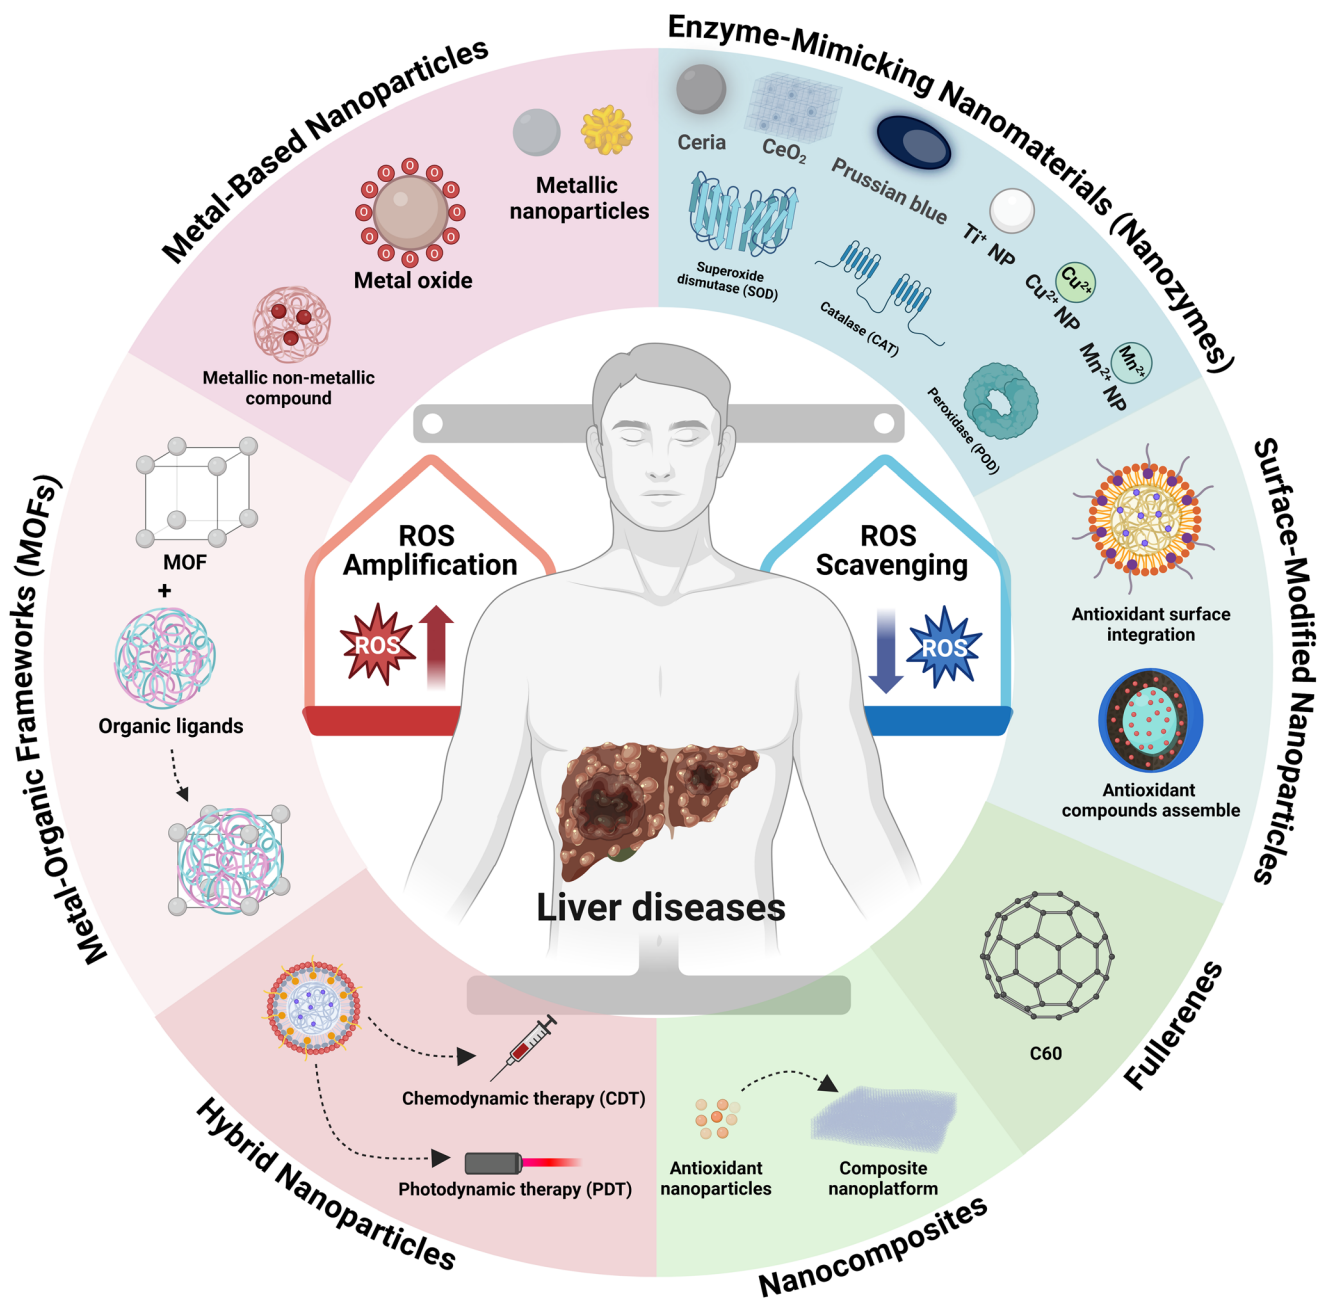 Metal-Based Nanoparticles
Metallic
nanoparticles
Metal oxide
O
O
O
O
O
O
O
O
O
O
O
O
Metallic non-metallic
compound
Enzyme-Mimicking Nanomaterials (Nanozymes)
Ceria
CeO₂
Prussian blue
Ti⁺ NP
Cu²⁺
Cu²⁺ NP
Mn²⁺
Mn²⁺ NP
Superoxide
dismutase (SOD)
Catalase (CAT)
Peroxidase (POD)
Surface-Modified Nanoparticles
Antioxidant surface
integration
Antioxidant
compounds assemble
Fullerenes
C60
Nanocomposites
Antioxidant
nanoparticles
Composite
nanoplatform
Hybrid Nanoparticles
Chemodynamic therapy (CDT)
Photodynamic therapy (PDT)
Metal-Organic Frameworks (MOFs)
MOF
+
Organic ligands
ROS
Amplification
ROS
ROS
Scavenging
ROS
Liver diseases